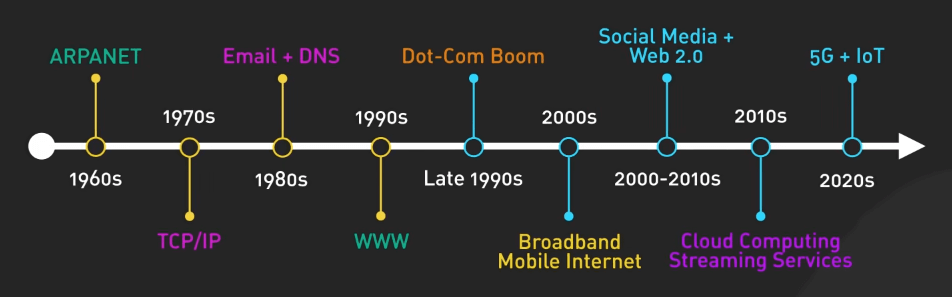 Social Media +
Web 2.0
ARPANET
Email + DNS
Dot-Com Boom
5G + IoT
1970s
1990s
2000s
2010s
1960s
1980s
Late 1990s
2000-2010s
2020s
TCP/IP
WWW
Broadband
Mobile Internet
Cloud Computing
Streaming Services